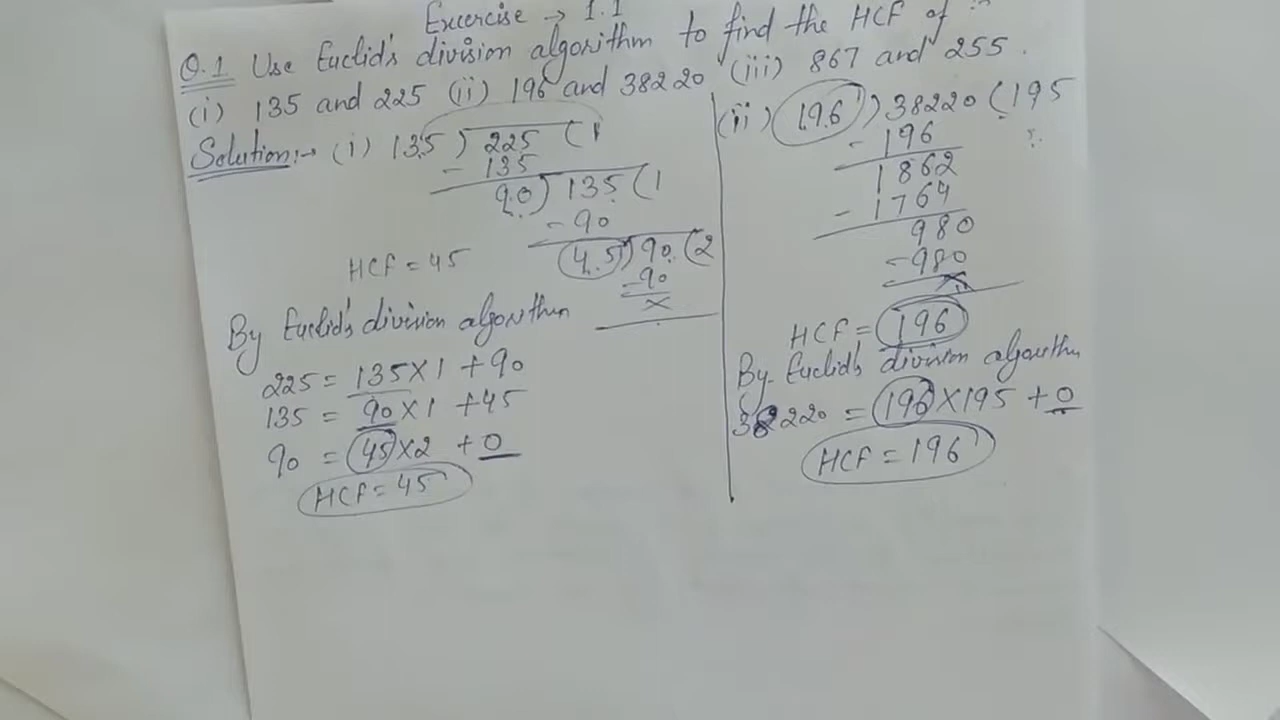 Excercise → 1.1
Q.1 Use Euclid's division algorithm to find the HCF of :-
(i) 135 and 225 (ii) 196 and 38220 (iii) 867 and 255.
Solution:→ (i) 135 ) 225 ( 1
- 135
90 ) 135 ( 1
- 90
45 ) 90 ( 2
- 90
x
HCF = 45
By Euclid's division algorithm
225 = 135 × 1 + 90
135 = 90 × 1 + 45
90 = 45 × 2 + 0
HCF = 45
(ii) 196 ) 38220 ( 195
- 196
1862
- 1764
980
- 980
x
HCF = 196
By Euclid's division algorithm
38220 = 196 × 195 + 0
HCF = 196